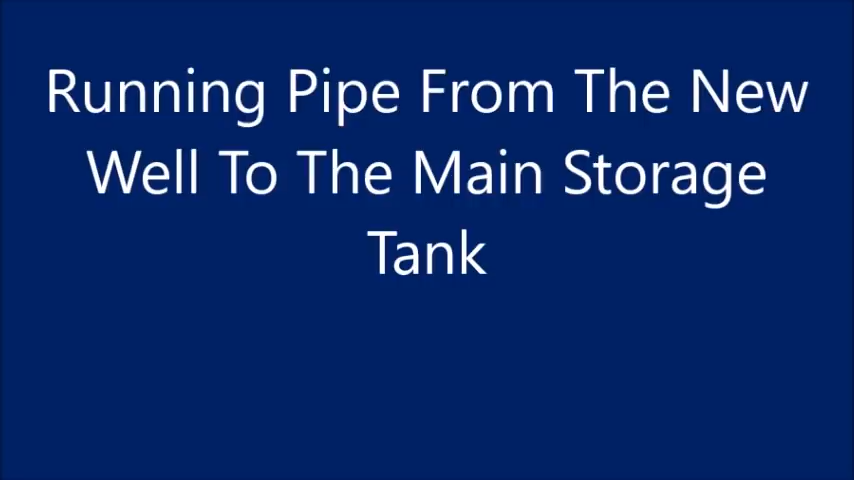 Running Pipe From The New
Well To The Main Storage
Tank